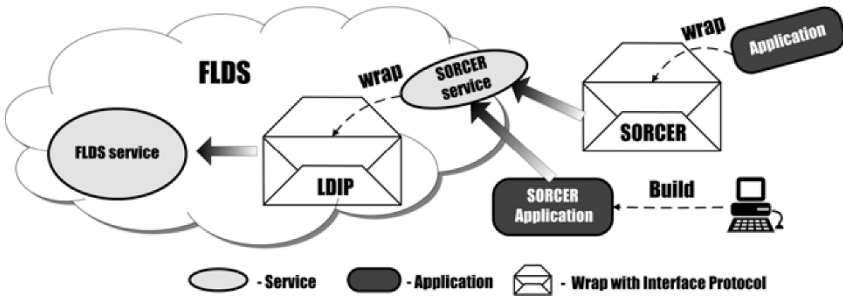 FLDS
wrap
SORCER service
wrap
Application
SORCER
FLDS service
LDIP
SORCER Application
Build
- Service
- Application
- Wrap with Interface Protocol